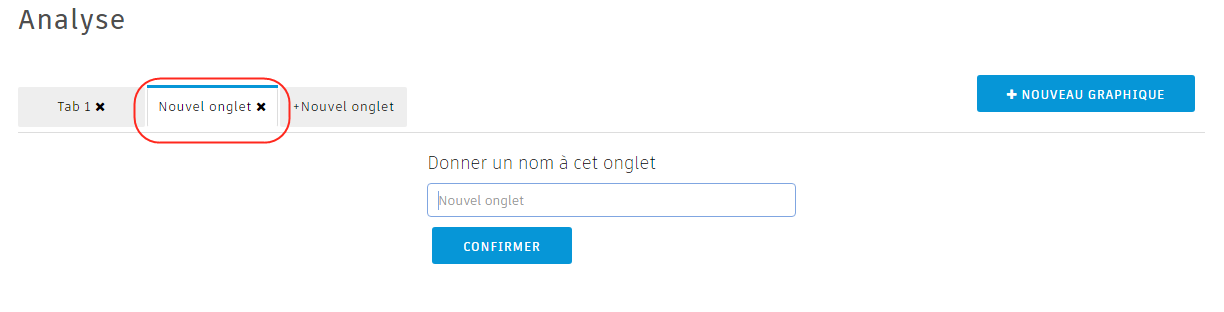 Analyse
Tab 1 ✖ Nouvel onglet ✖ +Nouvel onglet
✚ NOUVEAU GRAPHIQUE
Donner un nom à cet onglet
Nouvel onglet
CONFIRMER